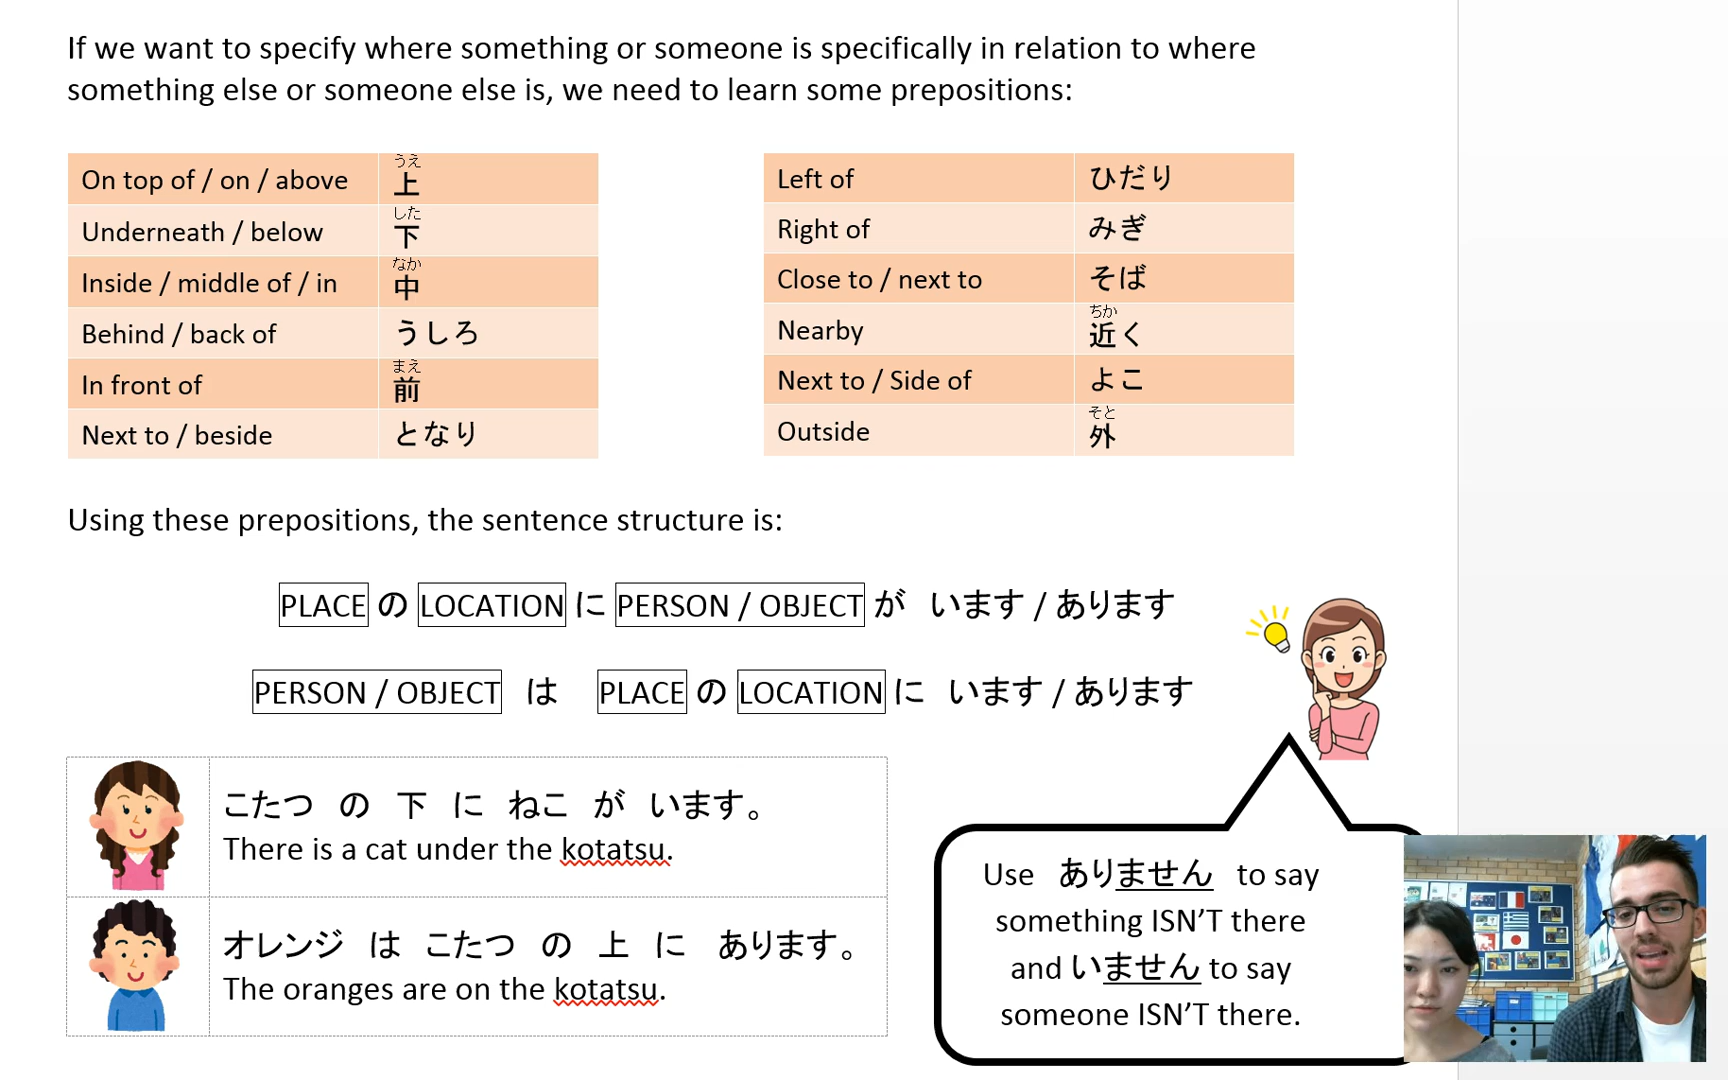 If we want to specify where something or someone is specifically in relation to where
something else or someone else is, we need to learn some prepositions:
On top of / on / above
うえ
上
Underneath / below
した
下
Inside / middle of / in
なか
中
Behind / back of
うしろ
In front of
まえ
前
Next to / beside
となり
Left of
ひだり
Right of
みぎ
Close to / next to
そば
Nearby
ちか
近く
Next to / Side of
よこ
Outside
そと
外
Using these prepositions, the sentence structure is:
PLACE の LOCATION に PERSON / OBJECT が います / あります
PERSON / OBJECT は PLACE の LOCATION に います / あります
こたつ の 下 に ねこ が います。
There is a cat under the kotatsu.
オレンジ は こたつ の 上 に あります。
The oranges are on the kotatsu.
Use ありません to say
something ISN'T there
and いません to say
someone ISN'T there.